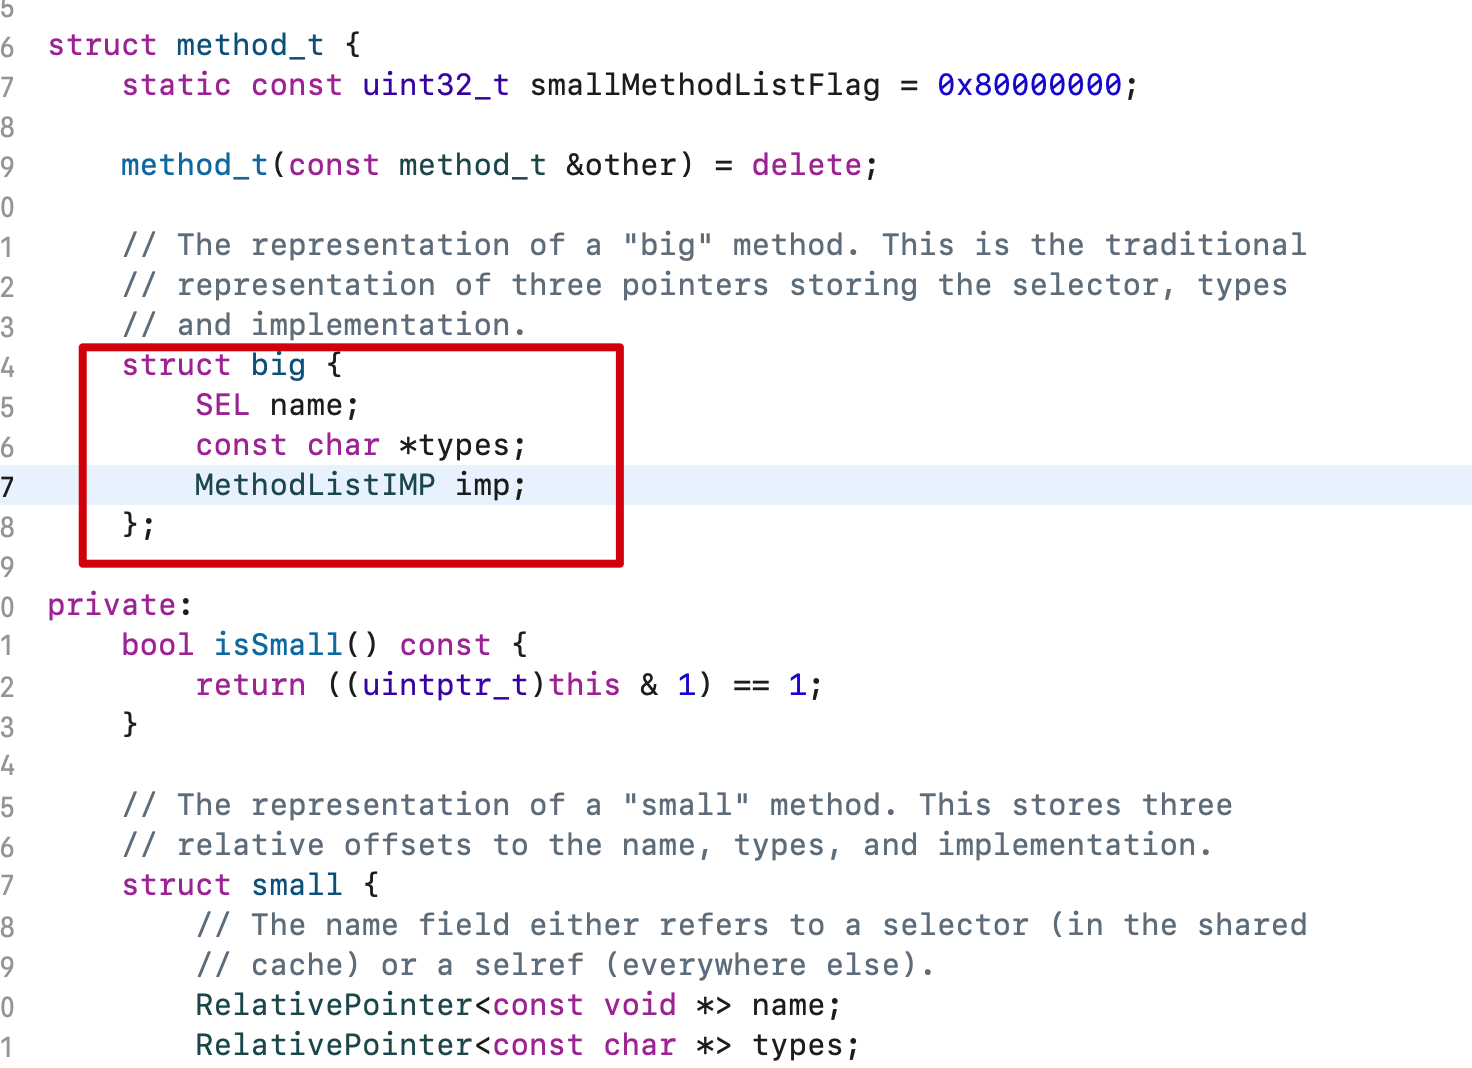 5
6 struct method_t {
7     static const uint32_t smallMethodListFlag = 0x80000000;
8
9     method_t(const method_t &other) = delete;
0
1     // The representation of a "big" method. This is the traditional
2     // representation of three pointers storing the selector, types
3     // and implementation.
4     struct big {
5         SEL name;
6         const char *types;
7         MethodListIMP imp;
8     };
9
0 private:
1     bool isSmall() const {
2         return ((uintptr_t)this & 1) == 1;
3     }
4
5     // The representation of a "small" method. This stores three
6     // relative offsets to the name, types, and implementation.
7     struct small {
8         // The name field either refers to a selector (in the shared
9         // cache) or a selref (everywhere else).
0         RelativePointer<const void *> name;
1         RelativePointer<const char *> types;